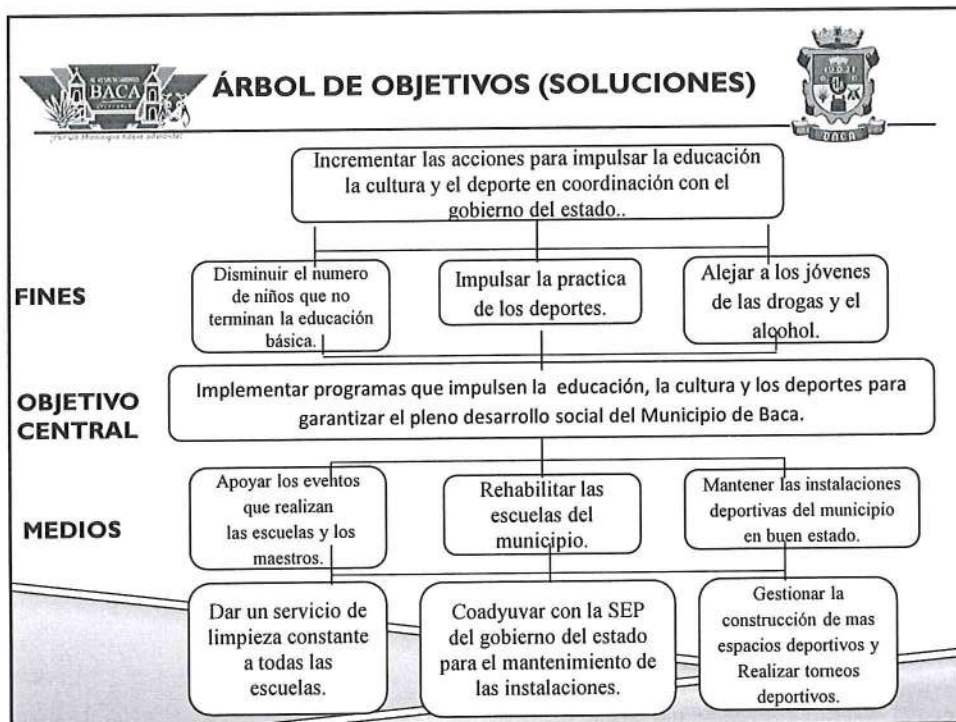 BACA
ÁRBOL DE OBJETIVOS (SOLUCIONES)
BACA
Incrementar las acciones para impulsar la educación
la cultura y el deporte en coordinación con el
gobierno del estado..
FINES
Disminuir el numero
de niños que no
terminan la educación
básica.
Impulsar la practica
de los deportes.
Alejar a los jóvenes
de las drogas y el
alcohol.
OBJETIVO
CENTRAL
Implementar programas que impulsen la educación, la cultura y los deportes para
garantizar el pleno desarrollo social del Municipio de Baca.
MEDIOS
Apoyar los eventos
que realizan
las escuelas y los
maestros.
Rehabilitar las
escuelas del
municipio.
Mantener las instalaciones
deportivas del municipio
en buen estado.
Dar un servicio de
limpieza constante
a todas las
escuelas.
Coadyuvar con la SEP
del gobierno del estado
para el mantenimiento de
las instalaciones.
Gestionar la
construcción de mas
espacios deportivos y
Realizar torneos
deportivos.